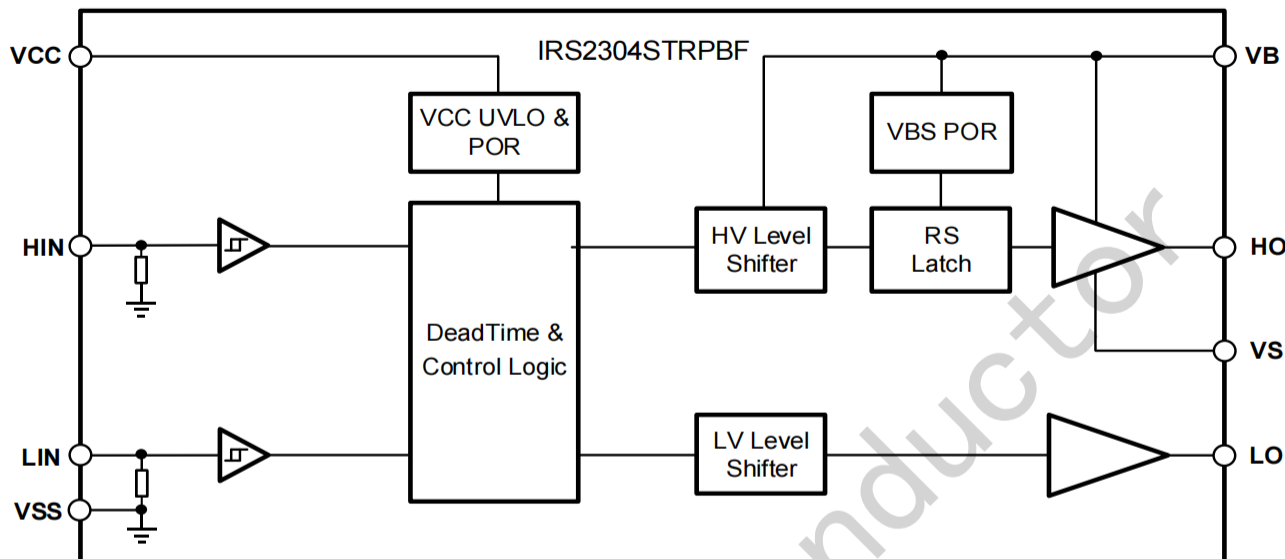 IRS2304STRPBF
VCC
VB
VCC UVLO &
POR
VBS POR
HIN
HV Level
Shifter
RS
Latch
HO
DeadTime &
Control Logic
VS
LIN
LV Level
Shifter
LO
VSS